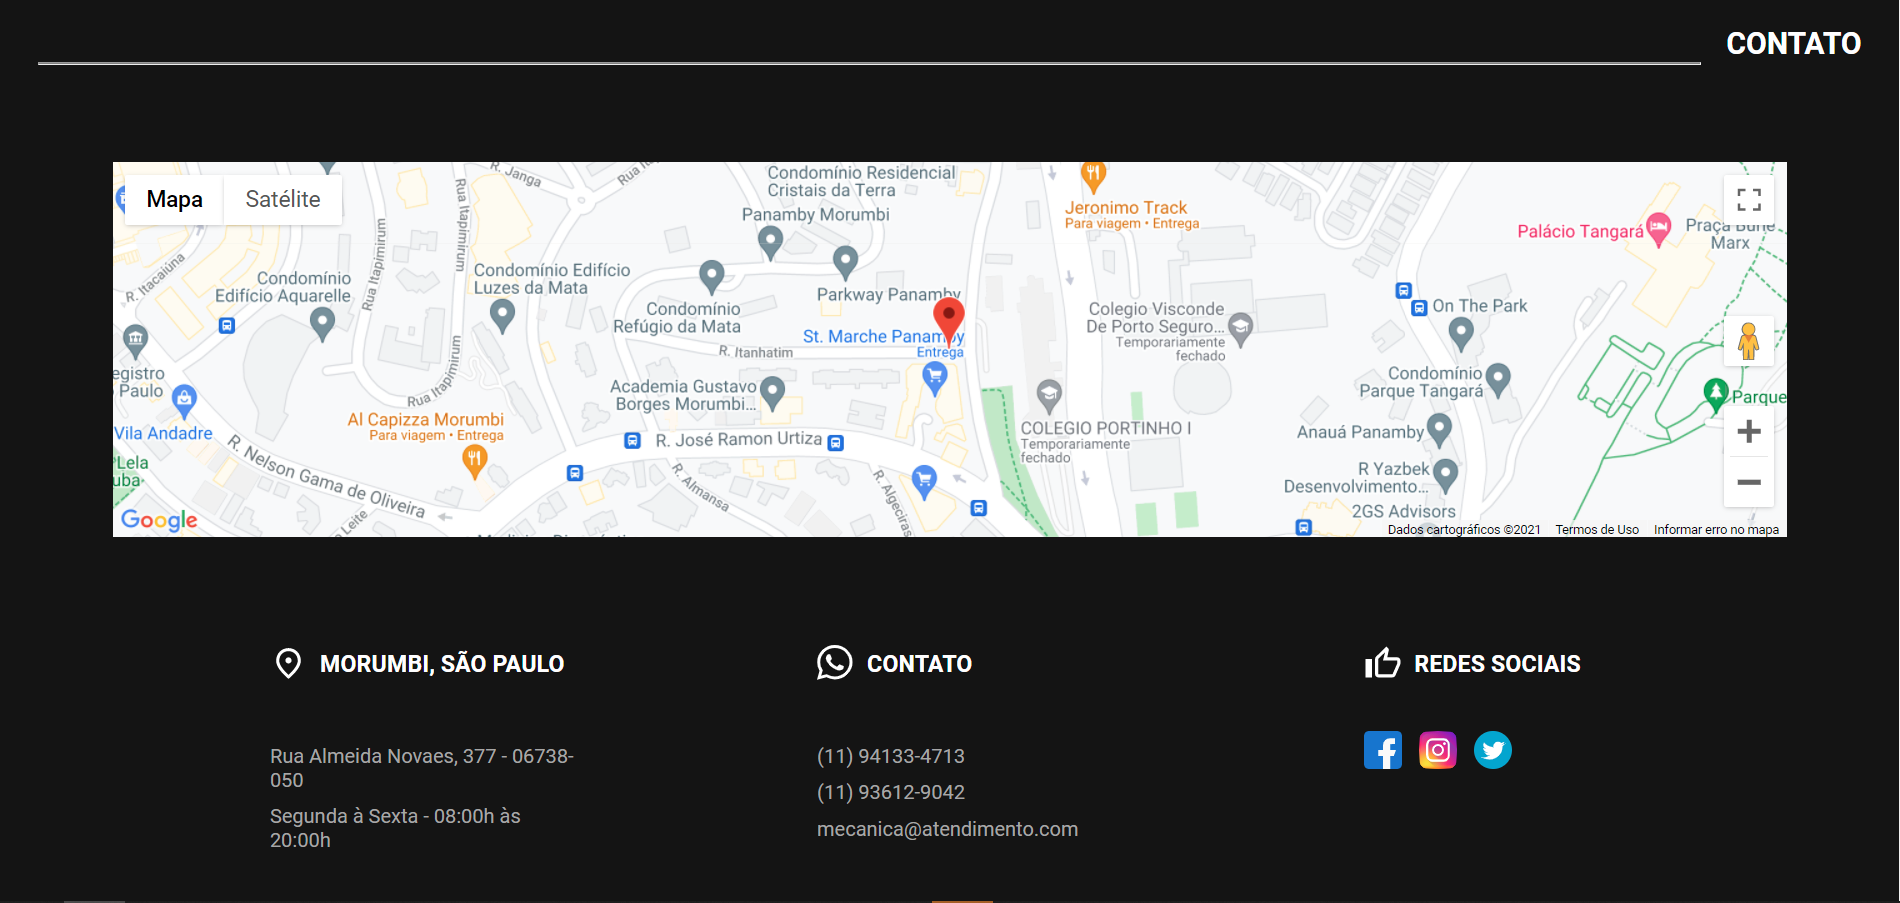 CONTATO
Mapa
Satélite
R. Janga
Rua It
Condomínio Residencial
Cristais da Terra
Panamby Morumbi
Jeronimo Track
Para viagem • Entrega
Palácio Tangará
Praça Burle
Marx
R. Itacaiúna
Rua Itapimirum
Rua Itapimirum
Condomínio
Edifício Aquarelle
Condomínio Edifício
Luzes da Mata
Condomínio
Refúgio da Mata
Parkway Panamby
St. Marche Panamby
Entrega
R. Itanhatim
Colegio Visconde
De Porto Seguro...
Temporariamente
fechado
On The Park
egistro
Paulo
Rua Itapimirum
Academia Gustavo
Borges Morumbi...
Condomínio
Parque Tangará
Parque
Vila Andadre
Al Capizza Morumbi
Para viagem • Entrega
R. José Ramon Urtiza
COLEGIO PORTINHO I
Temporariamente
fechado
Anauá Panamby
Lela
uba
R. Nelson Gama de Oliveira
R. Almansa
R. Algeciras
R Yazbek
Desenvolvimento...
2GS Advisors
Leite
Google
Dados cartográficos ©2021
Termos de Uso
Informar erro no mapa
MORUMBI, SÃO PAULO
Rua Almeida Novaes, 377 - 06738-
050
Segunda à Sexta - 08:00h às
20:00h
CONTATO
(11) 94133-4713
(11) 93612-9042
mecanica@atendimento.com
REDES SOCIAIS